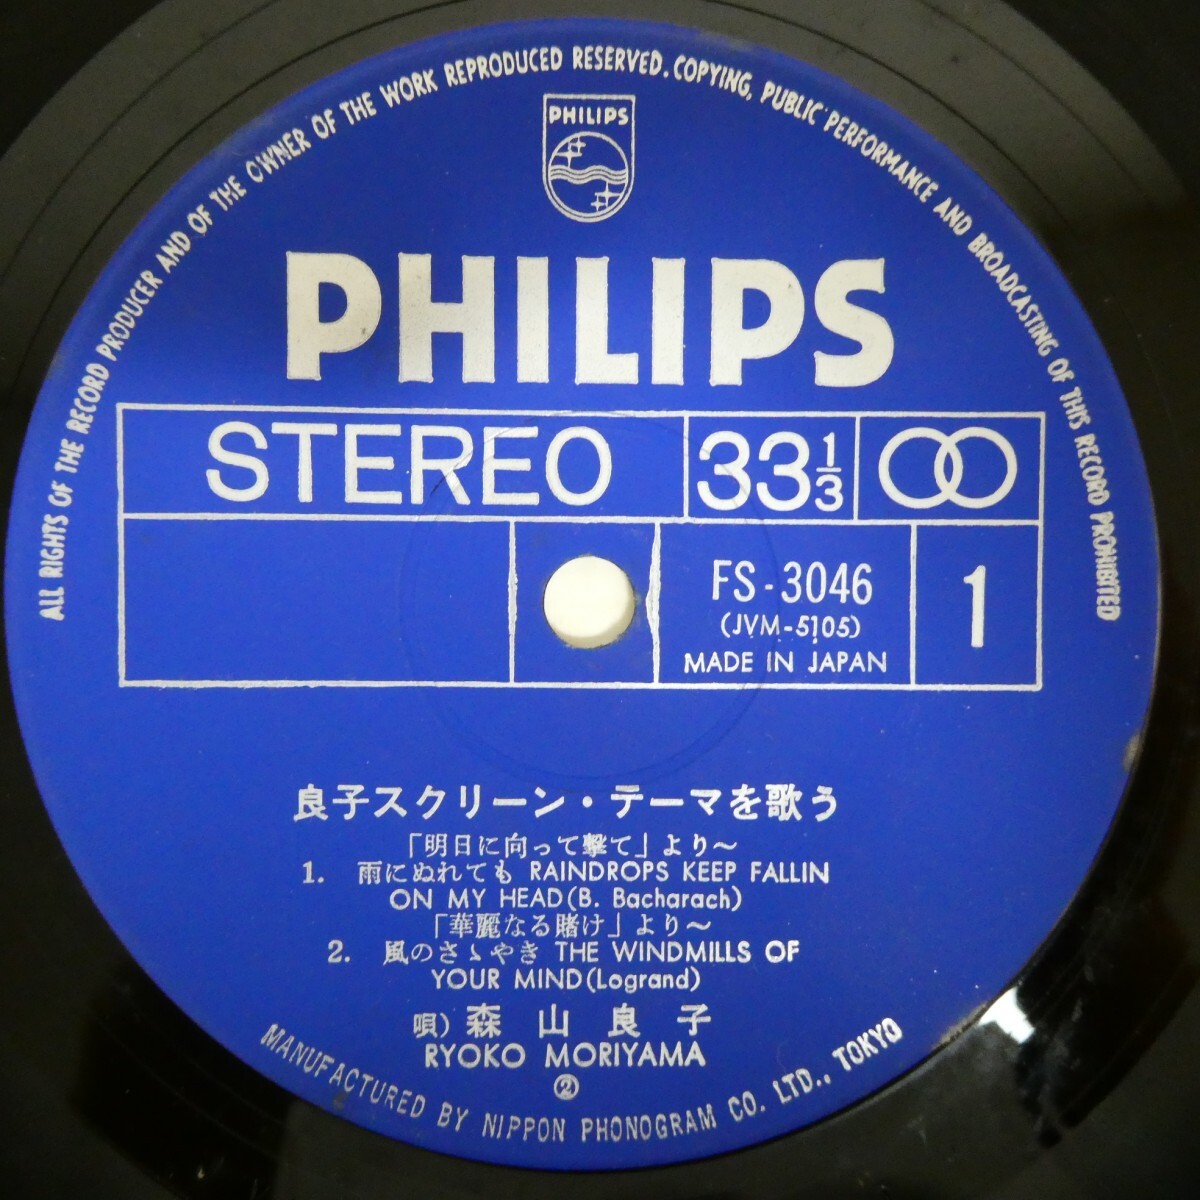 ALL RIGHTS OF THE RECORD PRODUCER AND OF THE OWNER OF THE WORK REPRODUCED RESERVED. COPYING, PUBLIC PERFORMANCE AND BROADCASTING OF THIS RECORD PROHIBITED
PHILIPS
PHILIPS
STEREO 33 1/3
FS-3046
(JVM-5105)
MADE IN JAPAN
1
良子スクリーン・テーマを歌う
「明日に向って撃て」より〜
1. 雨にぬれても RAINDROPS KEEP FALLIN
ON MY HEAD(B. Bacharach)
「華麗なる賭け」より〜
2. 風のさゝやき THE WINDMILLS OF
YOUR MIND(Logrand)
唄) 森山良子
RYOKO MORIYAMA
②
MANUFACTURED BY NIPPON PHONOGRAM CO. LTD., TOKYO